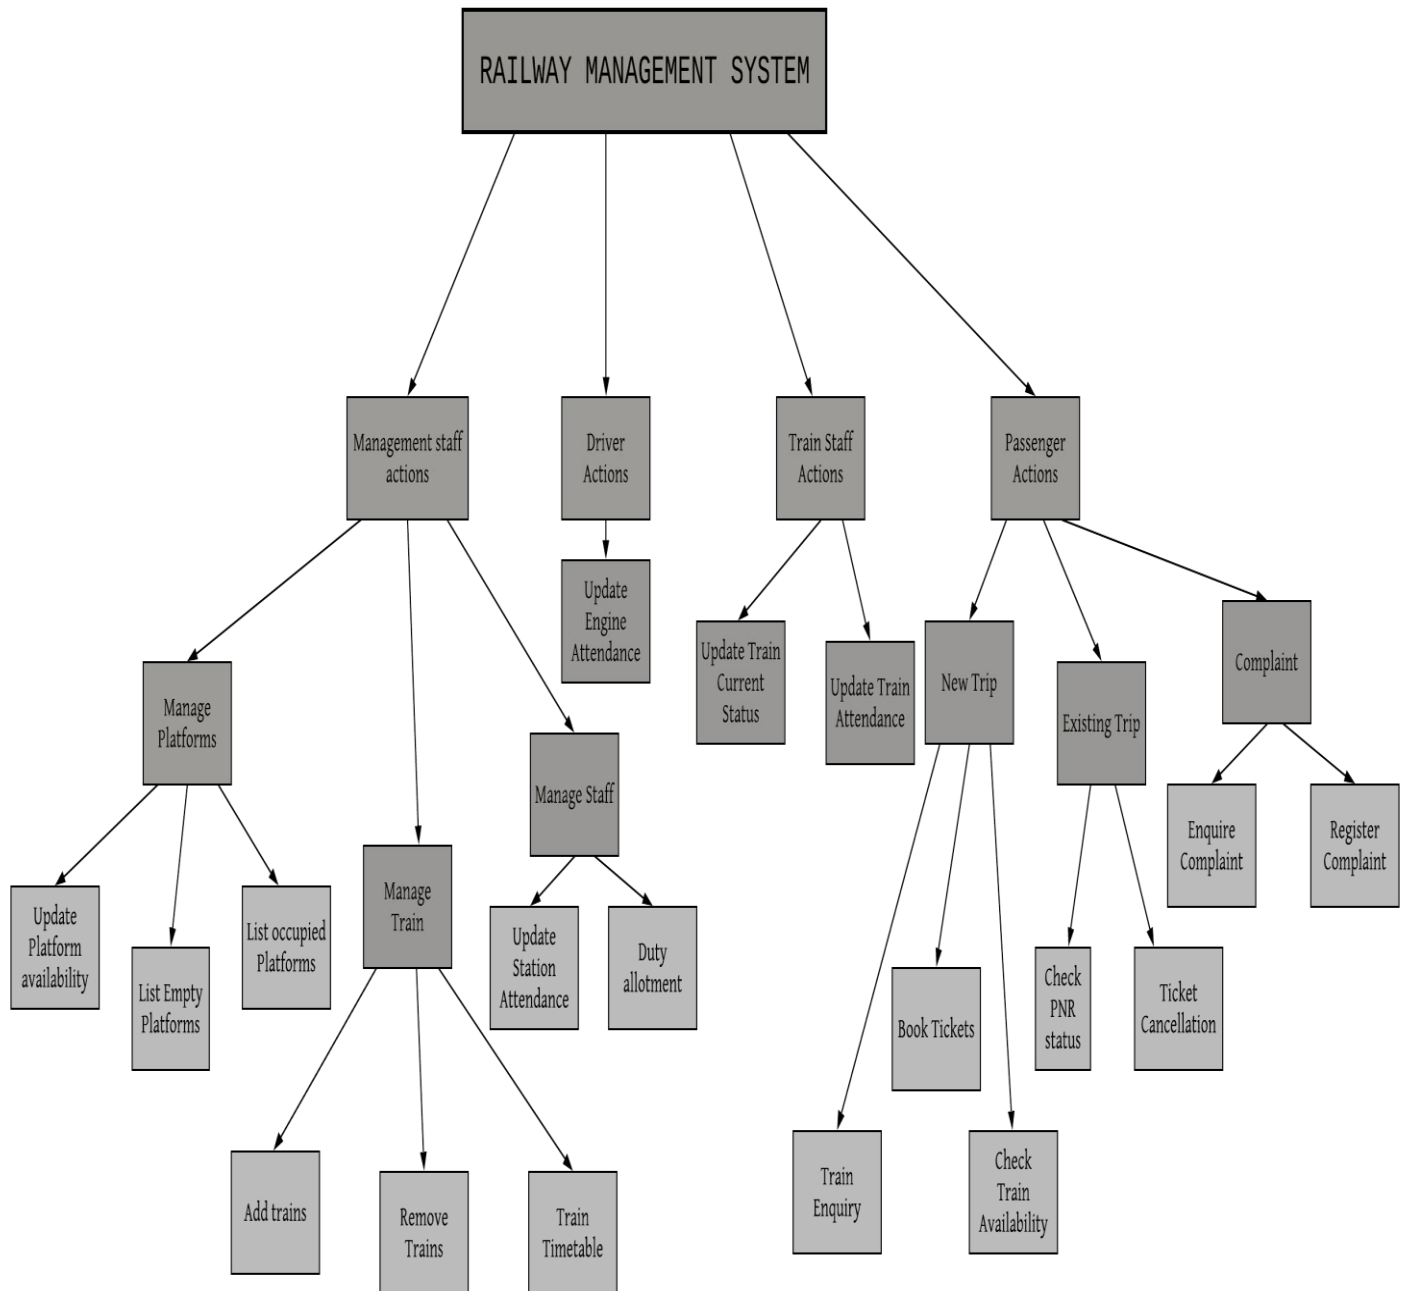 RAILWAY MANAGEMENT SYSTEM
Management staff
actions
Driver
Actions
Train Staff
Actions
Passenger
Actions
Update
Engine
Attendance
Update Train
Current
Status
Update Train
Attendance
New Trip
Existing Trip
Complaint
Manage
Platforms
Manage Staff
Manage
Train
Enquire
Complaint
Register
Complaint
Update
Platform
availability
List Empty
Platforms
List occupied
Platforms
Update
Station
Attendance
Duty
allotment
Book Tickets
Check
PNR
status
Ticket
Cancellation
Add trains
Remove
Trains
Train
Timetable
Train
Enquiry
Check
Train
Availability